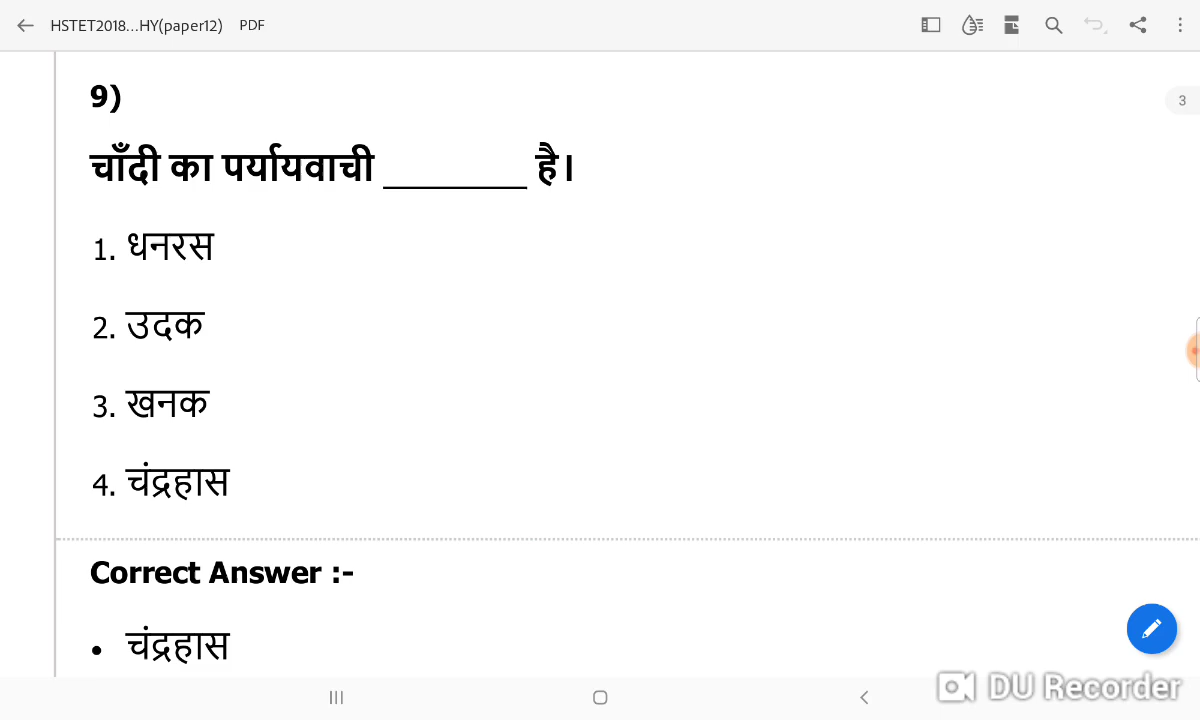 HSTET2018...HY(paper12) PDF
3
9)
चाँदी का पर्यायवाची _______ है।
1. धनरस
2. उदक
3. खनक
4. चंद्रहास
Correct Answer :-
• चंद्रहास
DU Recorder